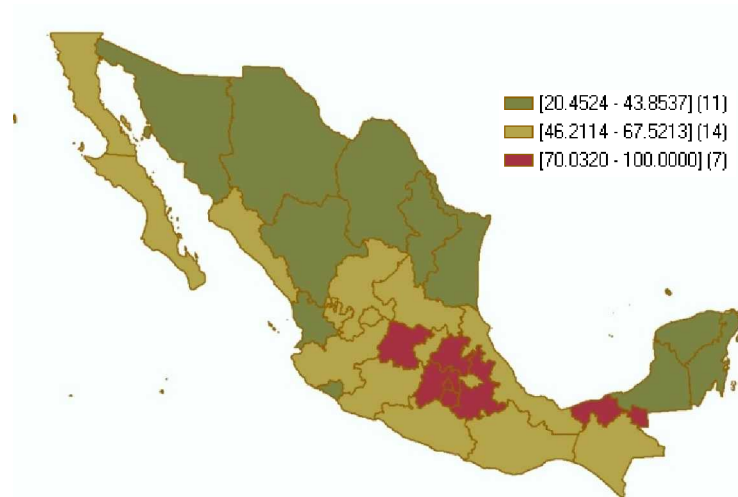 [20.4524 - 43.8537] (11)
[46.2114 - 67.5213] (14)
[70.0320 - 100.0000] (7)